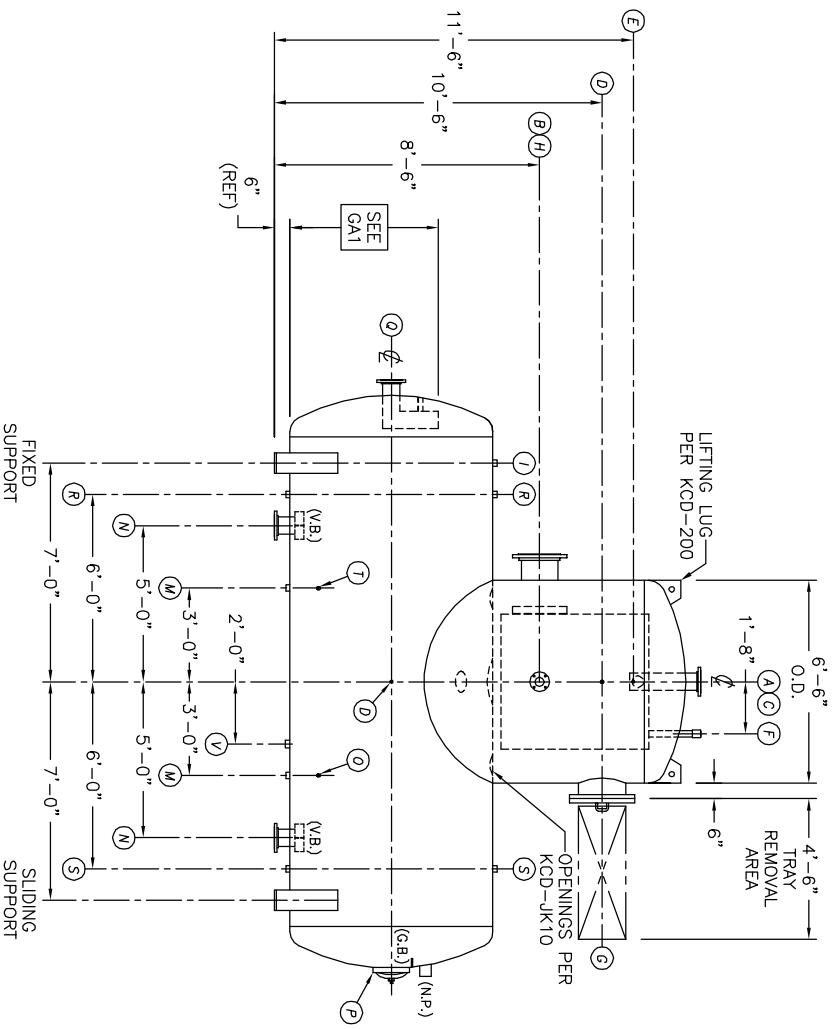 11'-6"
10'-6"
8'-6"
6"
(REF)
SEE
GA1
E
D
B
H
Q
℄
LIFTING LUG
PER KCD-200
6'-6"
O.D.
1'-8"
A
C
F
℄
6"
4'-6"
TRAY
REMOVAL
AREA
G
OPENINGS PER
KCD-JK10
I
R
(V.B.)
T
D
O
(V.B.)
S
(G.B.)
(N.P.)
P
R
N
M
V
M
N
S
2'-0"
3'-0"
3'-0"
5'-0"
5'-0"
6'-0"
6'-0"
7'-0"
7'-0"
FIXED
SUPPORT
SLIDING
SUPPORT